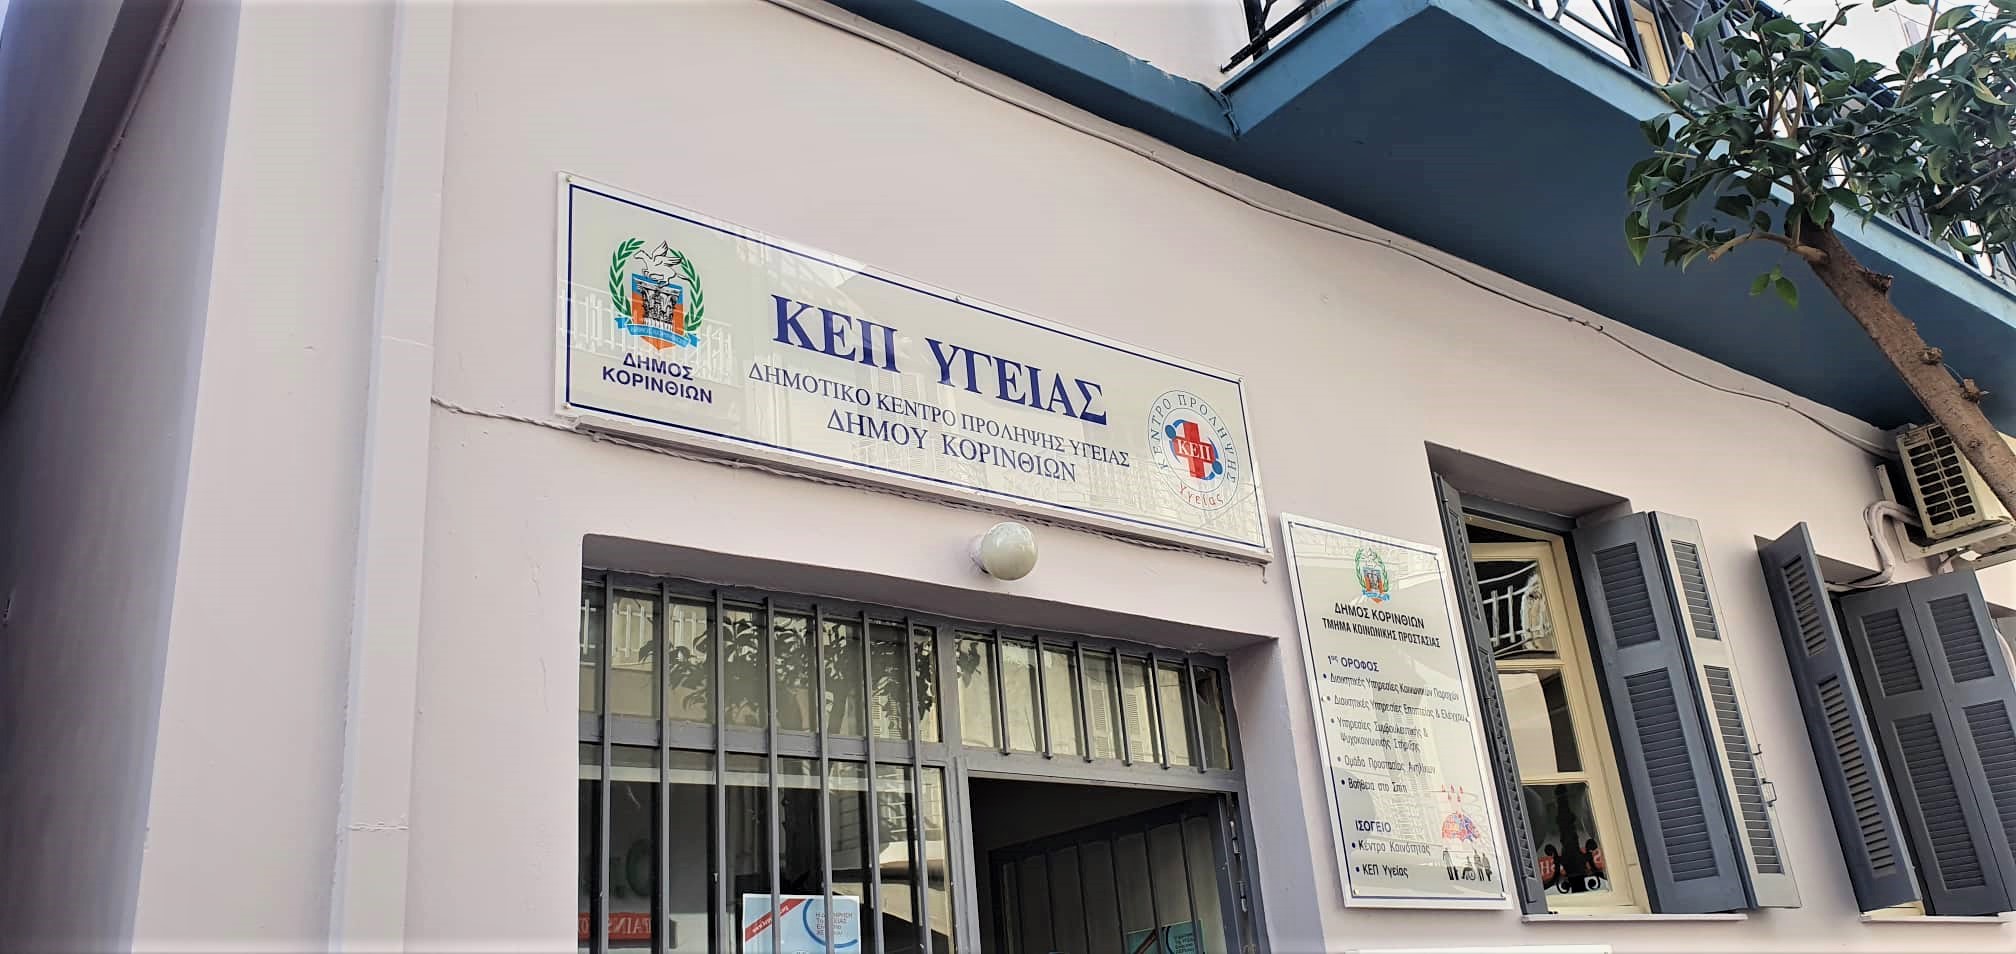 ΔΗΜΟΣ
ΚΟΡΙΝΘΙΩΝ
ΚΕΠ ΥΓΕΙΑΣ
ΔΗΜΟΤΙΚΟ ΚΕΝΤΡΟ ΠΡΟΛΗΨΗΣ ΥΓΕΙΑΣ
ΔΗΜΟΥ ΚΟΡΙΝΘΙΩΝ
ΚΕΝΤΡΟ ΠΡΟΛΗΨΗΣ
ΚΕΠ
Υγείας
ΔΗΜΟΣ ΚΟΡΙΝΘΙΩΝ
ΤΜΗΜΑ ΚΟΙΝΩΝΙΚΗΣ ΠΡΟΣΤΑΣΙΑΣ
1ος ΟΡΟΦΟΣ
• Διοικητικές Υπηρεσίες Κοινωνικών Παροχών
• Διοικητικές Υπηρεσίες Εποπτείας & Ελέγχου
• Υπηρεσίες Συμβουλευτικής &
Ψυχοκοινωνικής Στήριξης
• Ομάδα Προστασίας Ανηλίκων
• Βοήθεια στο Σπίτι
ΙΣΟΓΕΙΟ
• Κέντρο Κοινότητας
• ΚΕΠ Υγείας